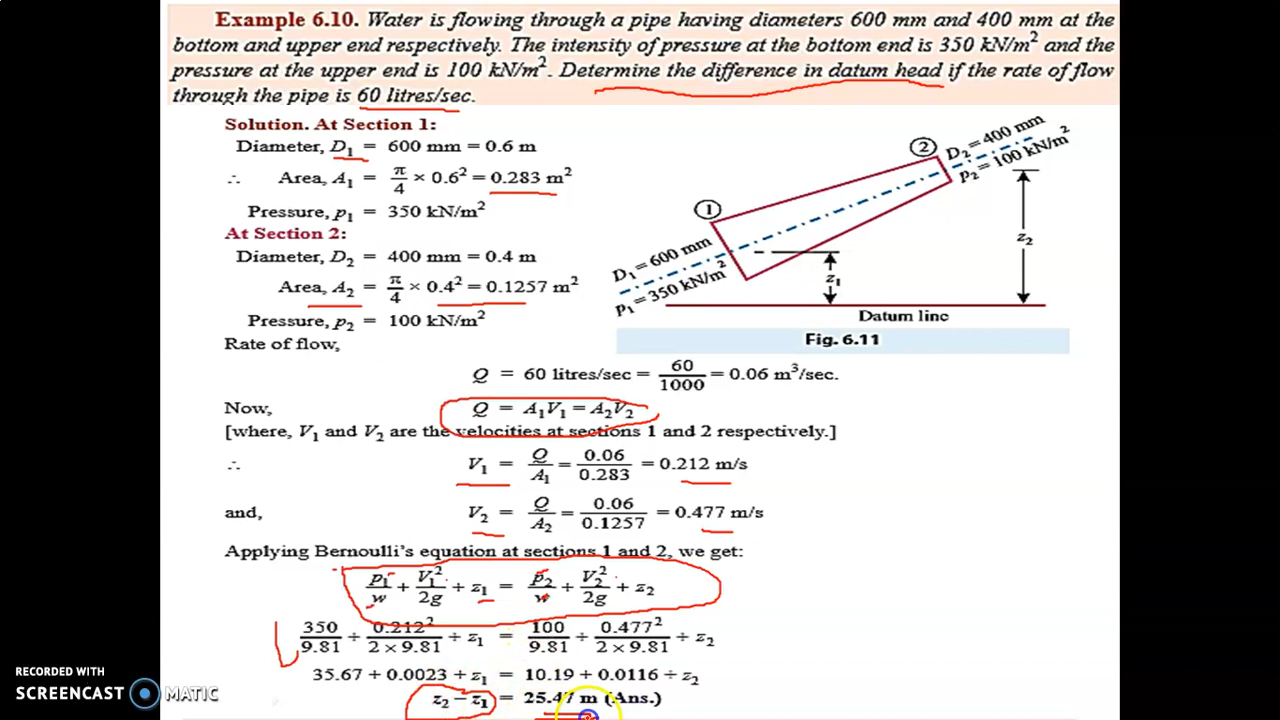 Example 6.10. Water is flowing through a pipe having diameters 600 mm and 400 mm at the
bottom and upper end respectively. The intensity of pressure at the bottom end is 350 kN/m² and the
pressure at the upper end is 100 kN/m². Determine the difference in datum head if the rate of flow
through the pipe is 60 litres/sec.
Solution. At Section 1:
Diameter, D₁ = 600 mm = 0.6 m
∴ Area, A₁ = π/4 × 0.6² = 0.283 m²
Pressure, p₁ = 350 kN/m²
At Section 2:
Diameter, D₂ = 400 mm = 0.4 m
Area, A₂ = π/4 × 0.4² = 0.1257 m²
Pressure, p₂ = 100 kN/m²
Rate of flow,
① ②
D₁ = 600 mm
p₁ = 350 kN/m²
D₂ = 400 mm
p₂ = 100 kN/m²
z₁
z₂
Datum line
Fig. 6.11
Q = 60 litres/sec = 60/1000 = 0.06 m³/sec.
Now, Q = A₁V₁ = A₂V₂
[where, V₁ and V₂ are the velocities at sections 1 and 2 respectively.]
∴ V₁ = Q/A₁ = 0.06/0.283 = 0.212 m/s
and, V₂ = Q/A₂ = 0.06/0.1257 = 0.477 m/s
Applying Bernoulli's equation at sections 1 and 2, we get:
p₁/w + V₁²/2g + z₁ = p₂/w + V₂²/2g + z₂
350/9.81 + 0.212²/2 × 9.81 + z₁ = 100/9.81 + 0.477²/2 × 9.81 + z₂
35.67 + 0.0023 + z₁ = 10.19 + 0.0116 + z₂
z₂ − z₁ = 25.47 m (Ans.)
RECORDED WITH
SCREENCAST MATIC